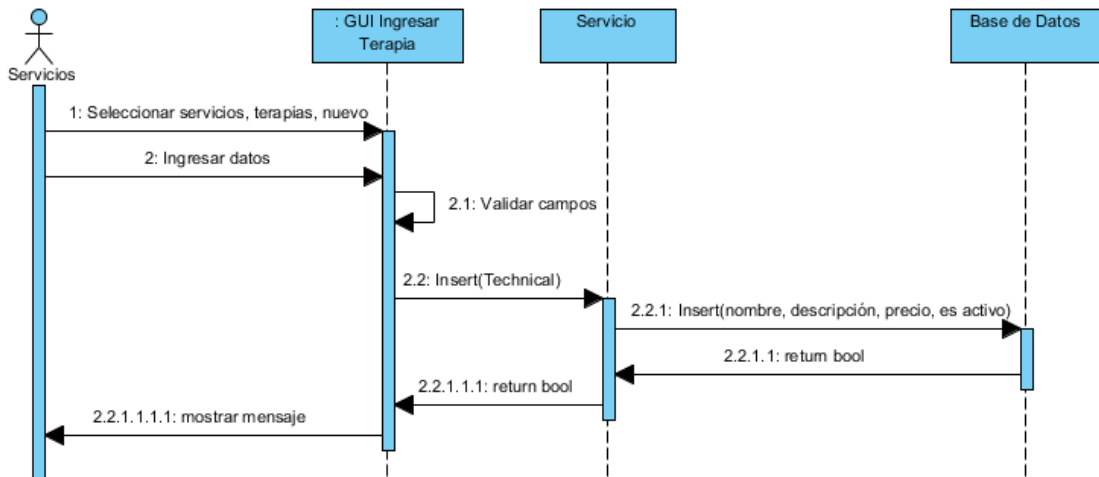 : GUI Ingresar
Terapia
Servicio
Base de Datos
Servicios
1: Seleccionar servicios, terapias, nuevo
2: Ingresar datos
2.1: Validar campos
2.2: Insert(Technical)
2.2.1: Insert(nombre, descripción, precio, es activo)
2.2.1.1: return bool
2.2.1.1.1: return bool
2.2.1.1.1.1: mostrar mensaje